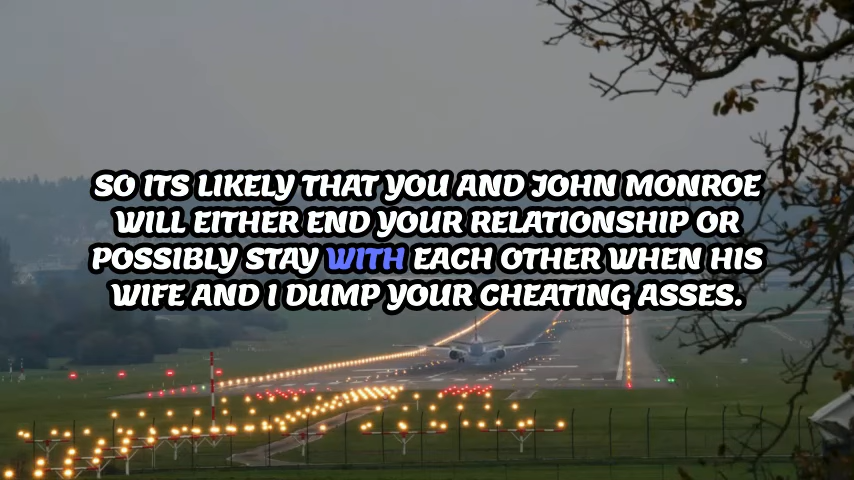 SO ITS LIKELY THAT YOU AND JOHN MONROE
WILL EITHER END YOUR RELATIONSHIP OR
POSSIBLY STAY WITH EACH OTHER WHEN HIS
WIFE AND I DUMP YOUR CHEATING ASSES.